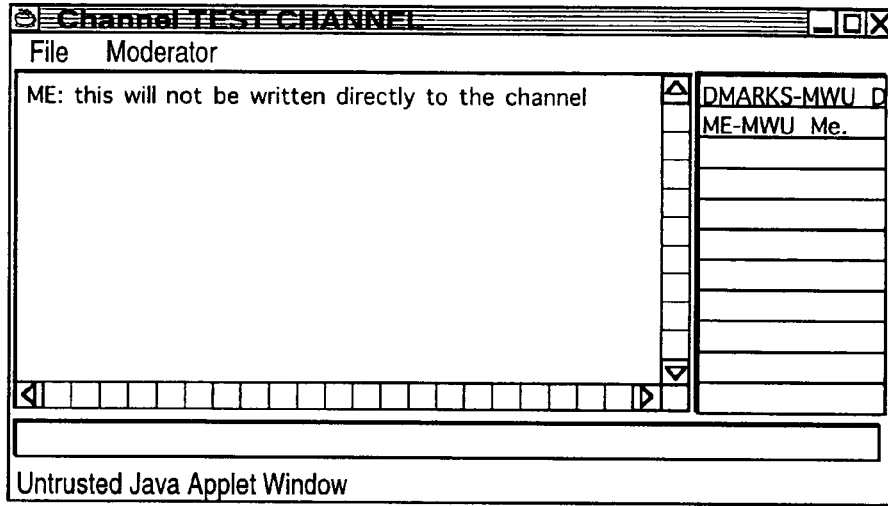 Channel TEST CHANNEL
File Moderator
ME: this will not be written directly to the channel
DMARKS-MWU D
ME-MWU Me.
Untrusted Java Applet Window